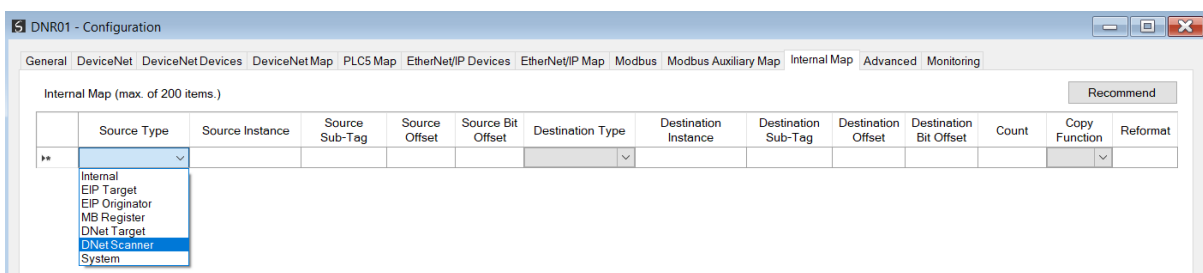 DNR01 - Configuration
General DeviceNet DeviceNet Devices DeviceNet Map PLC5 Map EtherNet/IP Devices EtherNet/IP Map Modbus Modbus Auxiliary Map Internal Map Advanced Monitoring
Internal Map (max. of 200 items.) Recommend
Source Type Source Instance Source Sub-Tag Source Offset Source Bit Offset Destination Type Destination Instance Destination Sub-Tag Destination Offset Destination Bit Offset Count Copy Function Reformat
Internal
EIP Target
EIP Originator
MB Register
DNet Target
DNet Scanner
System